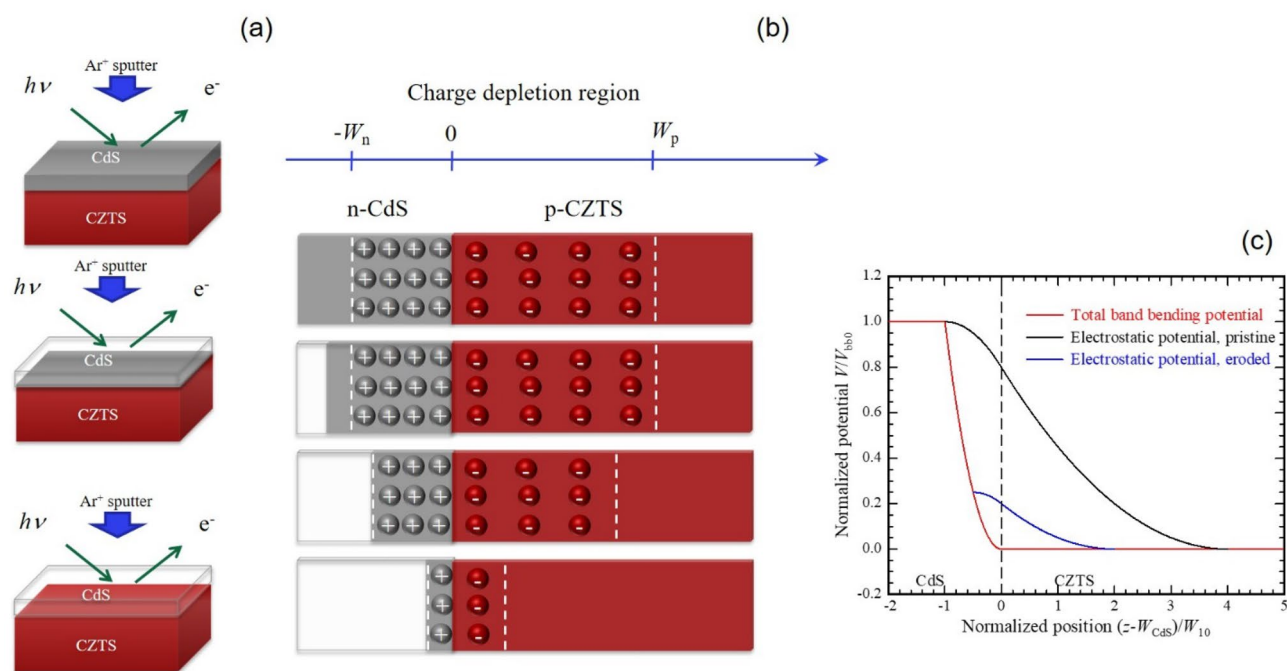 (a)
Ar⁺ sputter
hν
e⁻
CdS
CZTS
Ar⁺ sputter
hν
e⁻
CdS
CZTS
Ar⁺ sputter
hν
e⁻
CdS
CZTS
(b)
Charge depletion region
-Wₙ 0 Wₚ
n-CdS p-CZTS
+ + + + - - - -
+ + + + - - - -
+ + + + - - - -
+ + + + - - - -
+ + + + - - - -
+ + + + - - - -
+ + + - - -
+ + + - - -
+ + + - - -
+ -
+ -
+ -
(c)
1.2
1.0
0.8
0.6
0.4
0.2
0.0
-0.2
Normalized potential V/V_bb0
Total band bending potential
Electrostatic potential, pristine
Electrostatic potential, eroded
CdS CZTS
-2 -1 0 1 2 3 4 5
Normalized position (z-W_CdS)/W₁₀